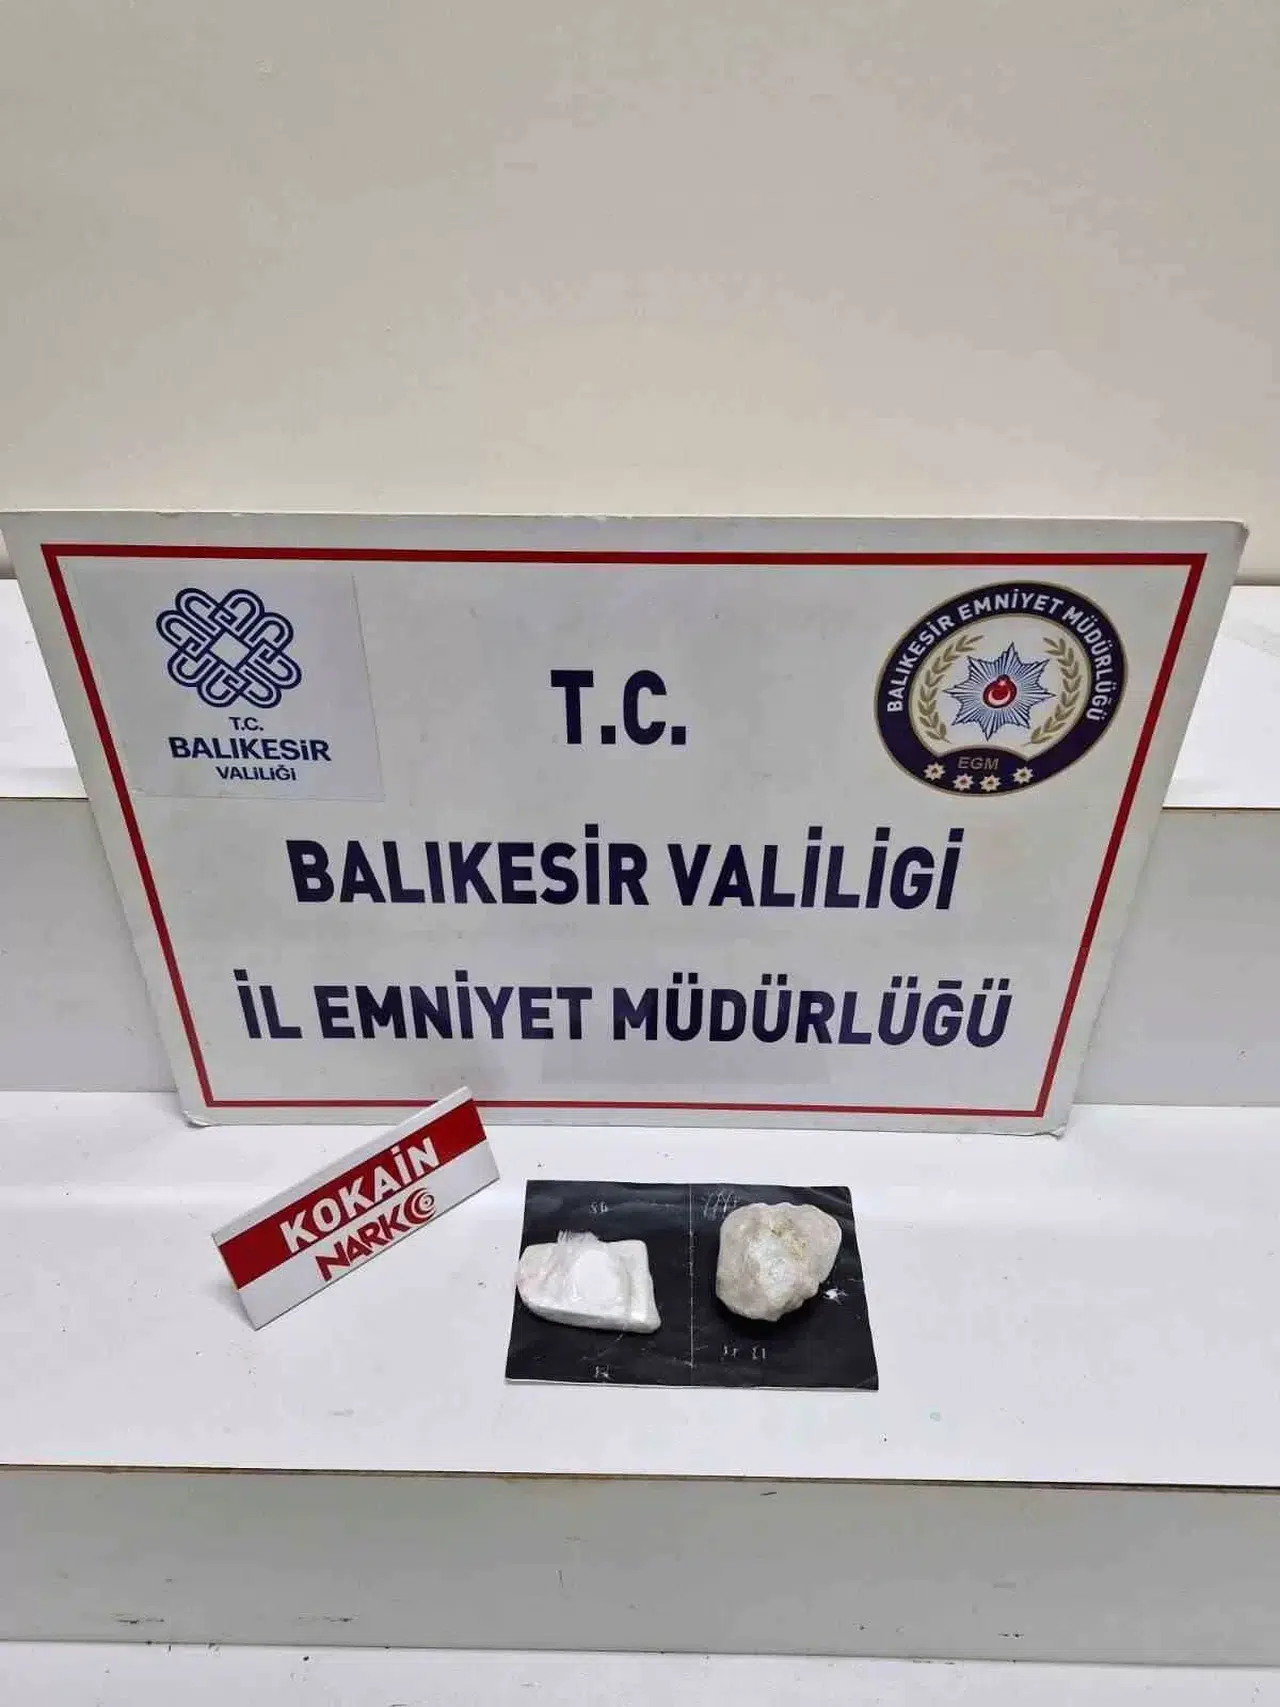 T.C.
BALIKESİR
VALİLİĞİ
BALIKESİR EMNİYET MÜDÜRLÜĞÜ
EGM
T.C.
BALIKESİR VALİLİGİ
İL EMNİYET MÜDÜRLÜĞÜ
KOKAİN
NARKO